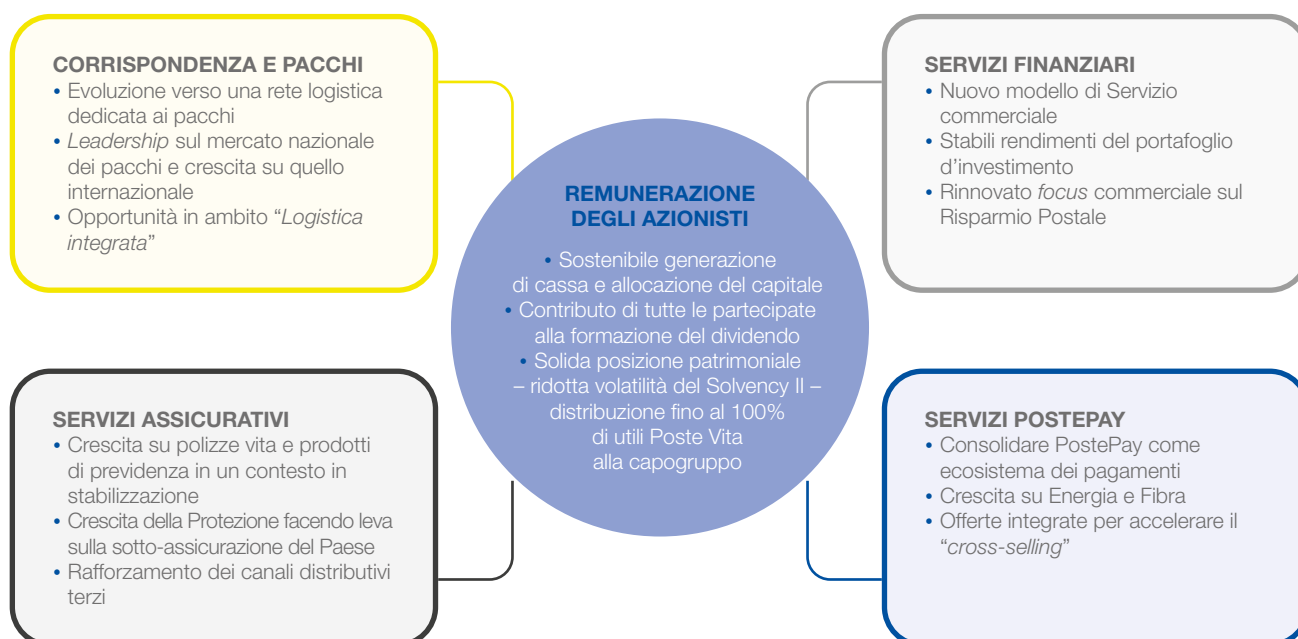 CORRISPONDENZA E PACCHI
• Evoluzione verso una rete logistica
dedicata ai pacchi
• Leadership sul mercato nazionale
dei pacchi e crescita su quello
internazionale
• Opportunità in ambito “Logistica
integrata”
SERVIZI FINANZIARI
• Nuovo modello di Servizio
commerciale
• Stabili rendimenti del portafoglio
d’investimento
• Rinnovato focus commerciale sul
Risparmio Postale
REMUNERAZIONE
DEGLI AZIONISTI
• Sostenibile generazione
di cassa e allocazione del capitale
• Contributo di tutte le partecipate
alla formazione del dividendo
• Solida posizione patrimoniale
– ridotta volatilità del Solvency II –
distribuzione fino al 100%
di utili Poste Vita
alla capogruppo
SERVIZI ASSICURATIVI
• Crescita su polizze vita e prodotti
di previdenza in un contesto in
stabilizzazione
• Crescita della Protezione facendo leva
sulla sotto-assicurazione del Paese
• Rafforzamento dei canali distributivi
terzi
SERVIZI POSTEPAY
• Consolidare PostePay come
ecosistema dei pagamenti
• Crescita su Energia e Fibra
• Offerte integrate per accelerare il
“cross-selling”